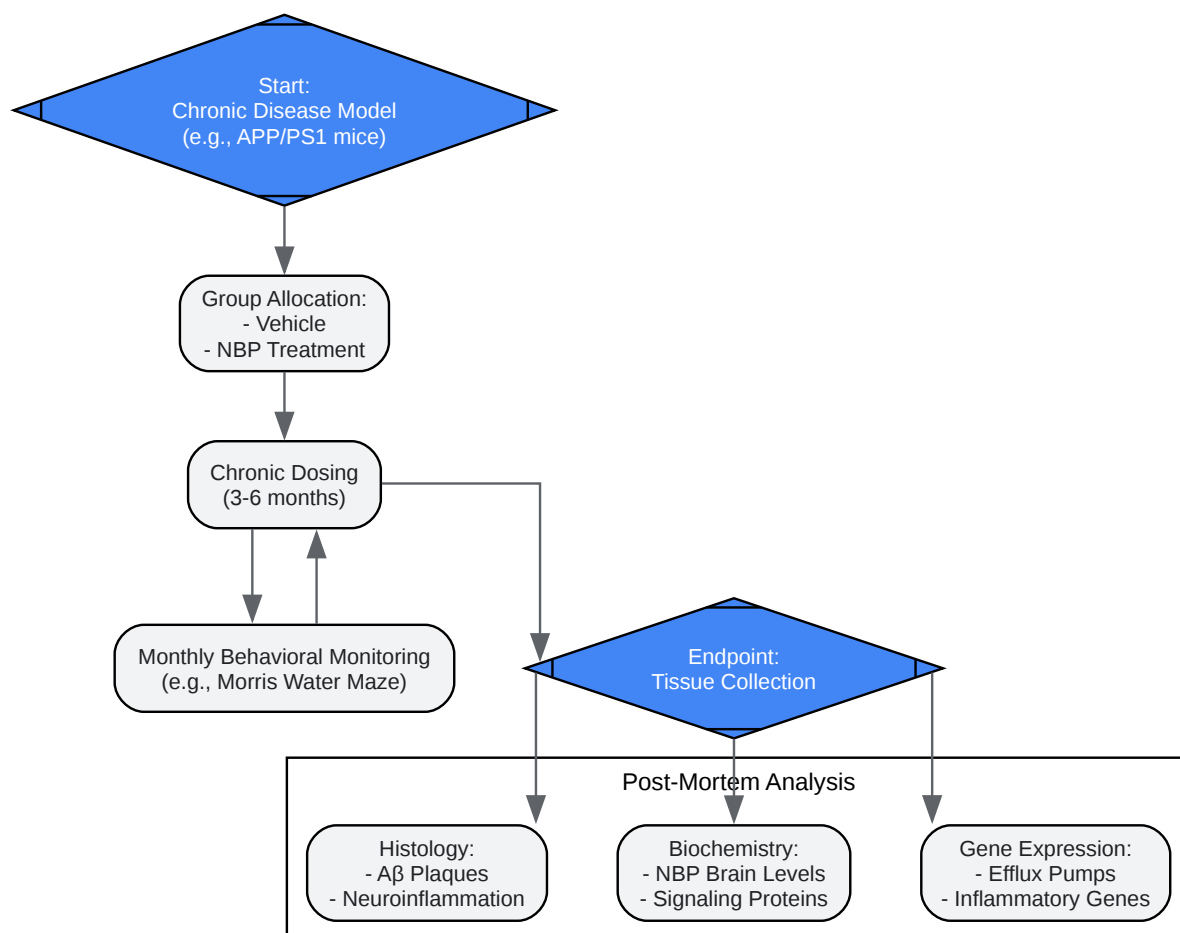 Start:
Chronic Disease Model
(e.g., APP/PS1 mice)
Group Allocation:
- Vehicle
- NBP Treatment
Chronic Dosing
(3-6 months)
Monthly Behavioral Monitoring
(e.g., Morris Water Maze)
Endpoint:
Tissue Collection
Post-Mortem Analysis
Histology:
- Aβ Plaques
- Neuroinflammation
Biochemistry:
- NBP Brain Levels
- Signaling Proteins
Gene Expression:
- Efflux Pumps
- Inflammatory Genes